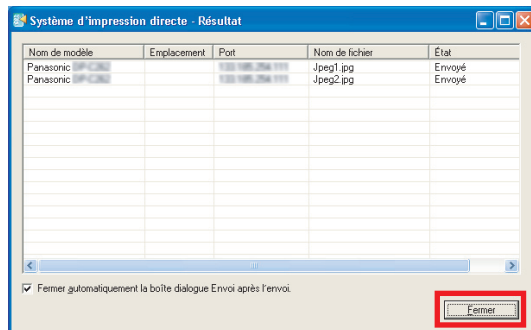 Système d'impression directe - Résultat
Nom de modèle Emplacement Port Nom de fichier État
Panasonic Jpeg1.jpg Envoyé
Panasonic Jpeg2.jpg Envoyé
Fermer automatiquement la boîte dialogue Envoi après l'envoi.
Fermer